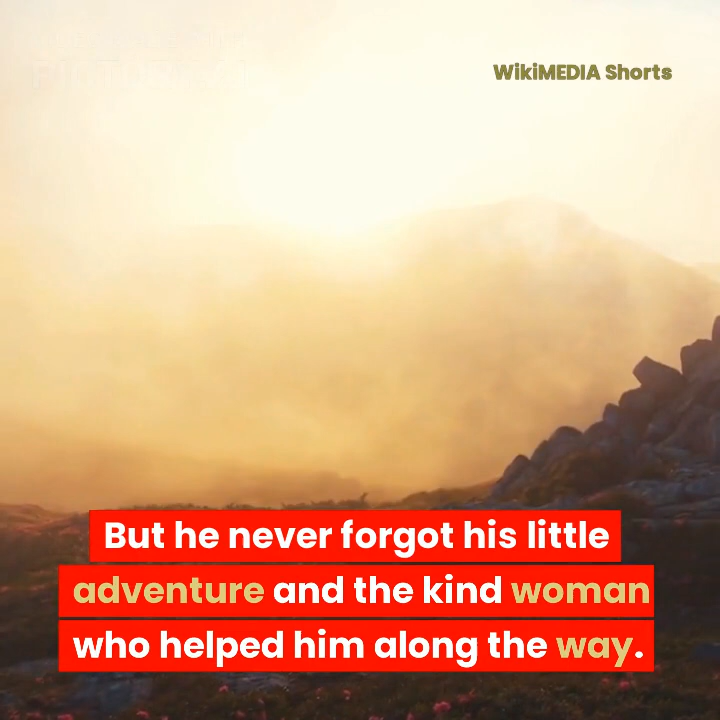 WikiMEDIA Shorts
But he never forgot his little
adventure and the kind woman
who helped him along the way.